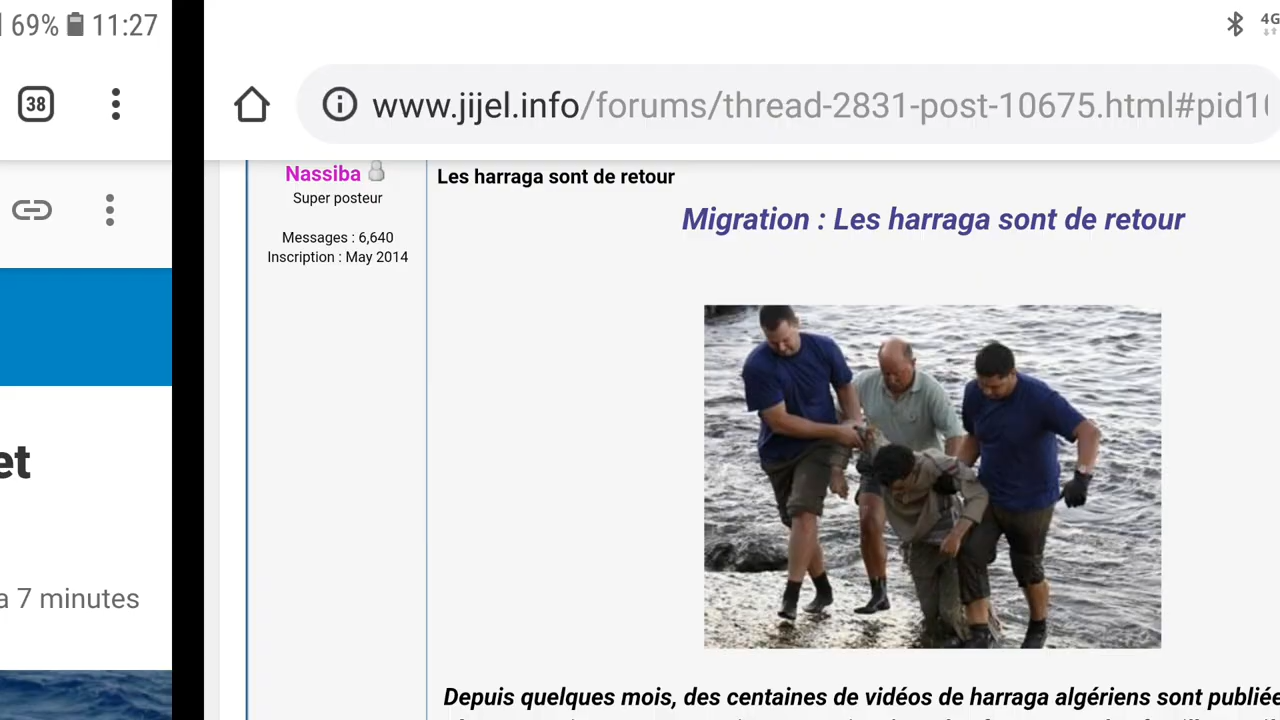 69% 11:27
38
et
a 7 minutes
4G
www.jijel.info/forums/thread-2831-post-10675.html#pid1
Nassiba
Super posteur
Messages : 6,640
Inscription : May 2014
Les harraga sont de retour
Migration : Les harraga sont de retour
Depuis quelques mois, des centaines de vidéos de harraga algériens sont publiée